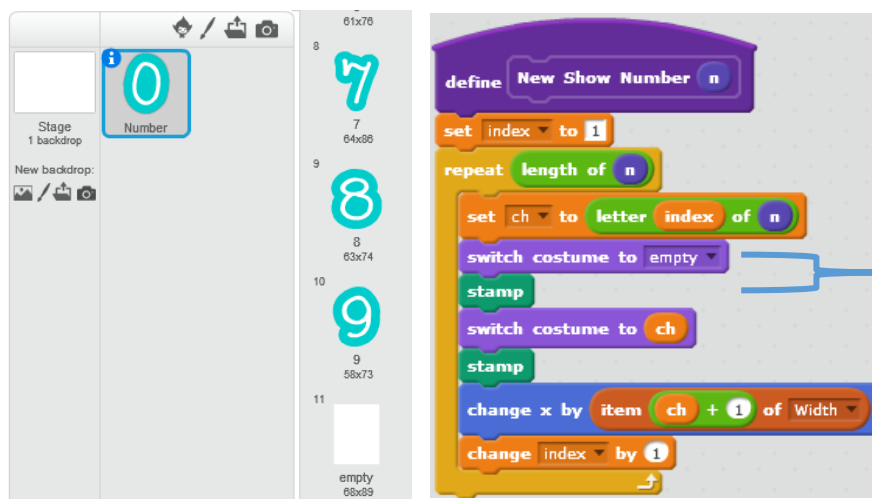 Stage
1 backdrop
New backdrop:
0
Number
61x76
8
7
7
64x86
9
8
8
63x74
10
9
9
58x73
11
empty
68x89
define New Show Number n
set index to 1
repeat length of n
set ch to letter index of n
switch costume to empty
stamp
switch costume to ch
stamp
change x by item ch + 1 of Width
change index by 1